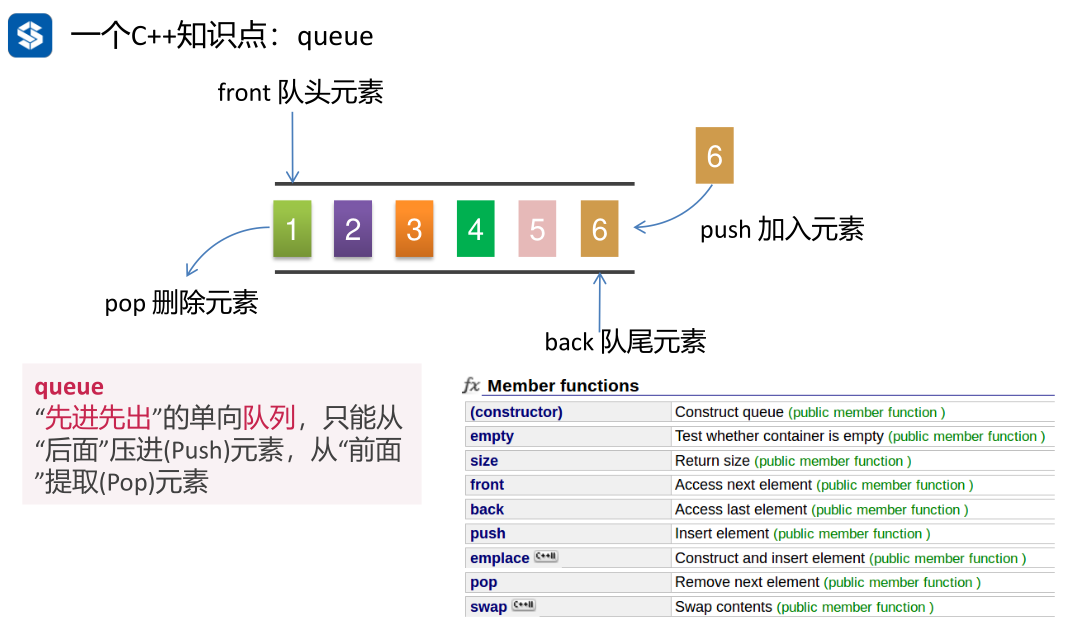 一个C++知识点：queue
front 队头元素
6
1 2 3 4 5 6
push 加入元素
pop 删除元素
back 队尾元素
queue
“先进先出”的单向队列，只能从
“后面”压进(Push)元素，从“前面
”提取(Pop)元素
fx Member functions
(constructor) Construct queue (public member function )
empty Test whether container is empty (public member function )
size Return size (public member function )
front Access next element (public member function )
back Access last element (public member function )
push Insert element (public member function )
emplace C++11 Construct and insert element (public member function )
pop Remove next element (public member function )
swap C++11 Swap contents (public member function )